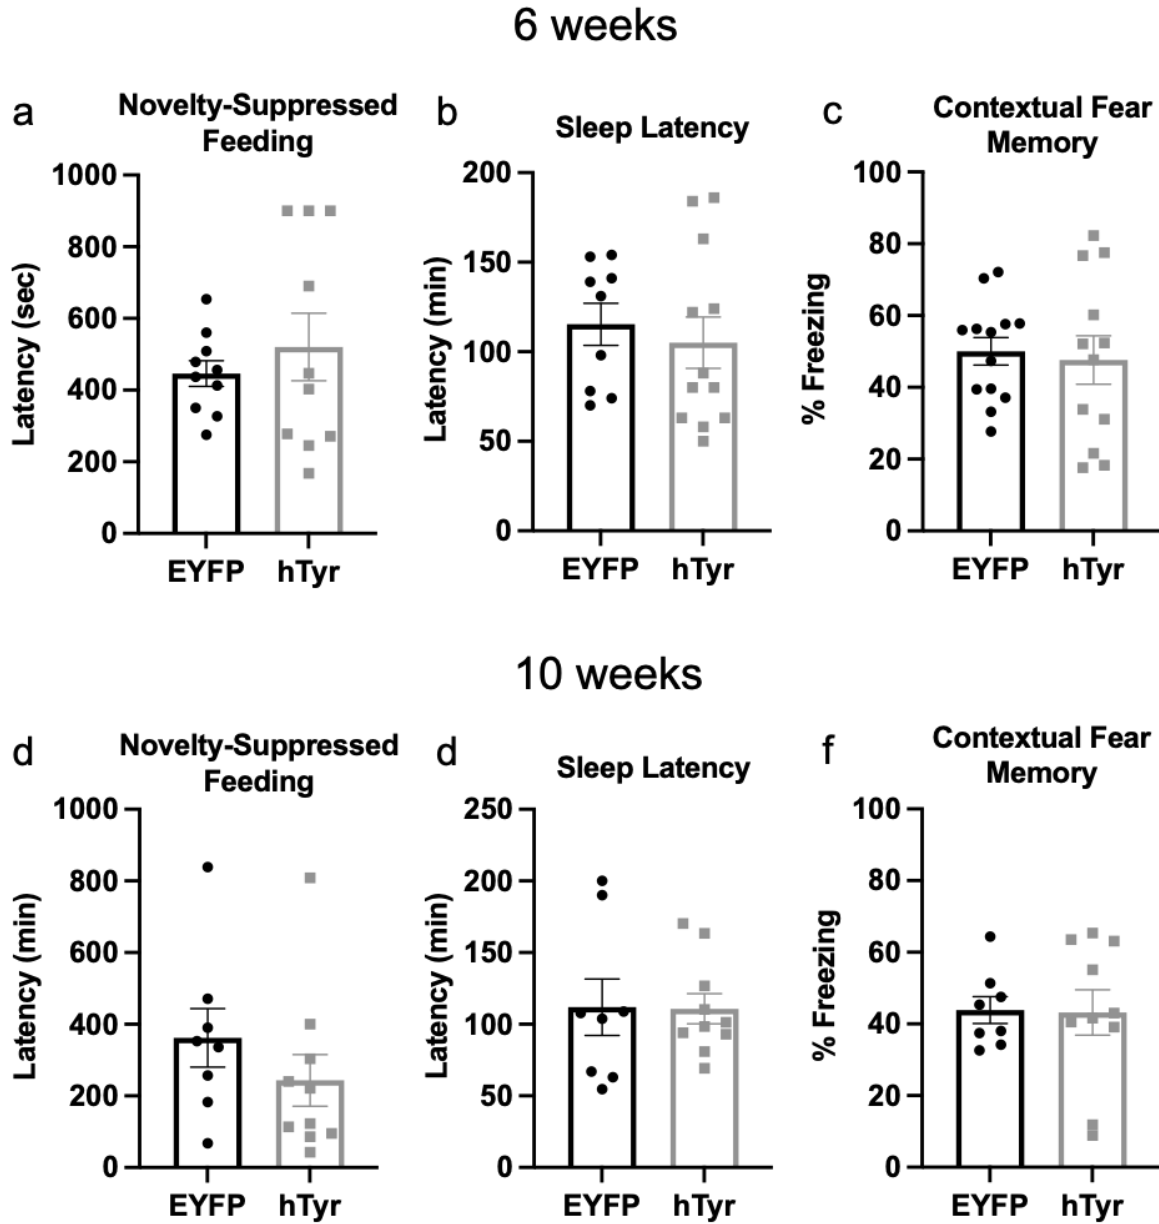 6 weeks
a
Novelty-Suppressed
Feeding
Latency (sec)
1000
800
600
400
200
0
EYFP hTyr
b
Sleep Latency
Latency (min)
200
150
100
50
0
EYFP hTyr
c
Contextual Fear
Memory
% Freezing
100
80
60
40
20
0
EYFP hTyr
10 weeks
d
Novelty-Suppressed
Feeding
Latency (min)
1000
800
600
400
200
0
EYFP hTyr
d
Sleep Latency
Latency (min)
250
200
150
100
50
0
EYFP hTyr
f
Contextual Fear
Memory
% Freezing
100
80
60
40
20
0
EYFP hTyr